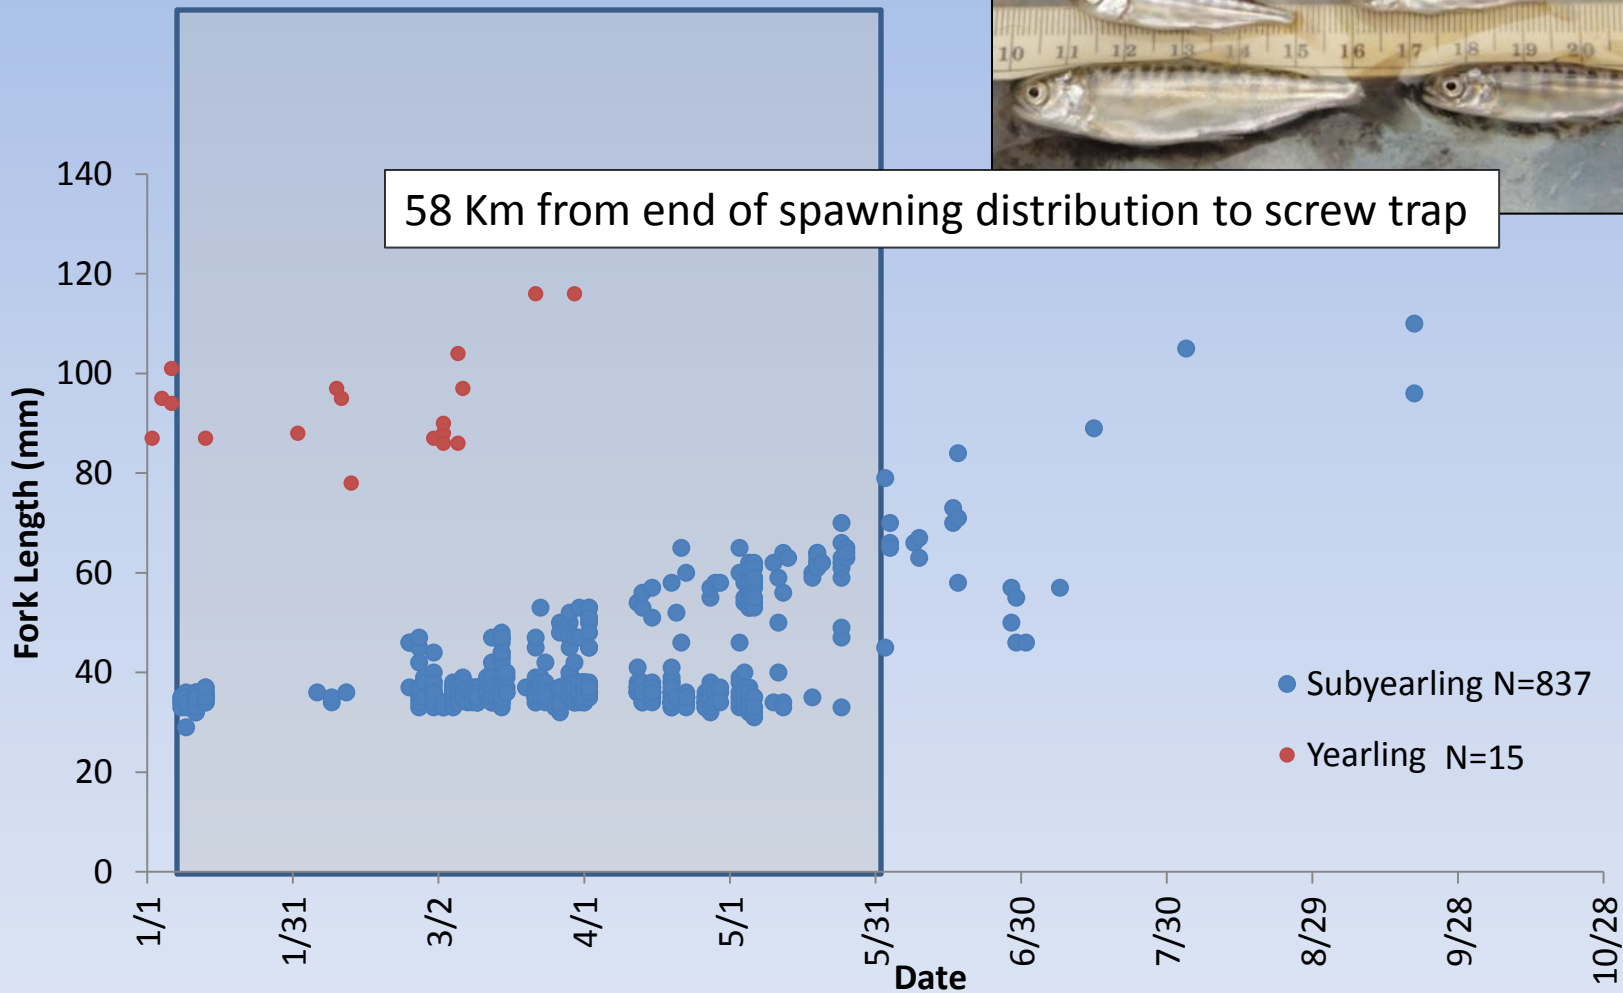 10 11 12 13 14 15 16 17 18 19 20
58 Km from end of spawning distribution to screw trap
Fork Length (mm)
140
120
100
80
60
40
20
0
1/1 1/31 3/2 4/1 5/1 5/31 6/30 7/30 8/29 9/28 10/28
Date
Subyearling N=837
Yearling N=15